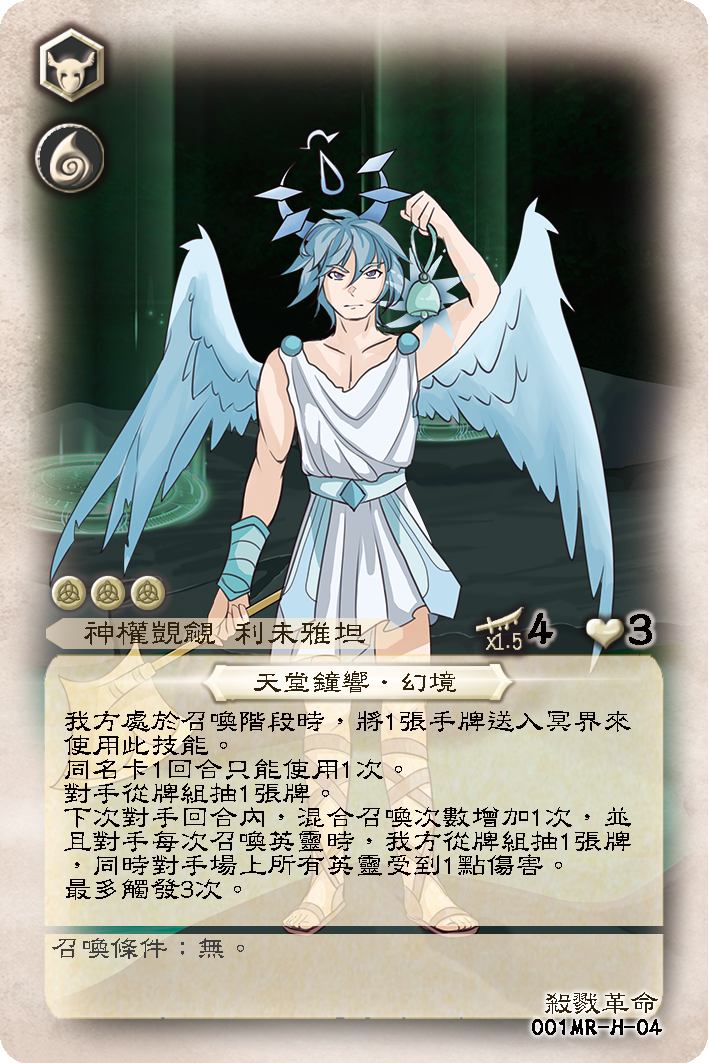 神權覬覦 利未雅坦
x1.5 4 3
天堂鐘響·幻境
我方處於召喚階段時,將1張手牌送入冥界來
使用此技能。
同名卡1回合只能使用1次。
對手從牌組抽1張牌。
下次對手回合內,混合召喚次數增加1次,並
且對手每次召喚英靈時,我方從牌組抽1張牌
,同時對手場上所有英靈受到1點傷害。
最多觸發3次。
召喚條件:無。
殺戮革命
001MR-H-04